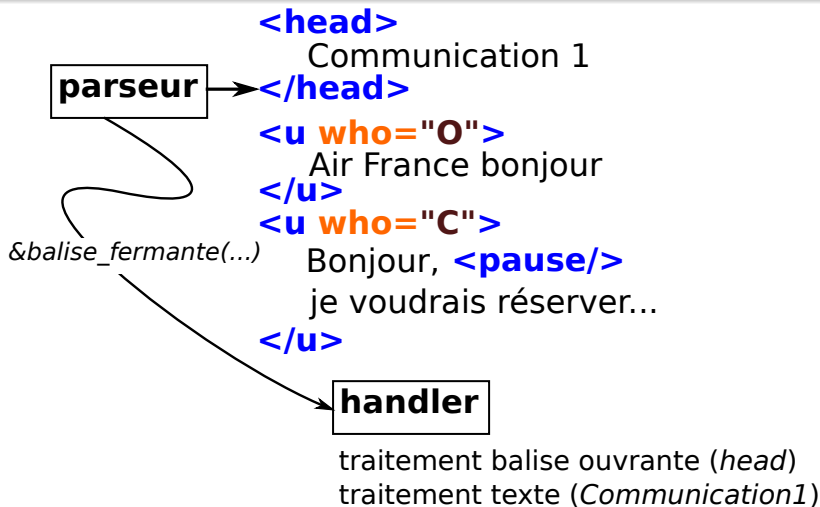 <head>
Communication 1
parseur
</head>
<u who="O">
Air France bonjour
</u>
<u who="C">
&balise_fermante(...)
Bonjour, <pause/>
je voudrais réserver...
</u>
handler
traitement balise ouvrante (head)
traitement texte (Communication1)